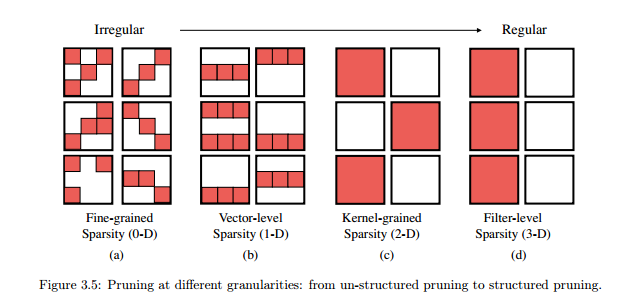 Irregular
Regular
Fine-grained
Sparsity (0-D)
(a)
Vector-level
Sparsity (1-D)
(b)
Kernel-grained
Sparsity (2-D)
(c)
Filter-level
Sparsity (3-D)
(d)
Figure 3.5: Pruning at different granularities: from un-structured pruning to structured pruning.